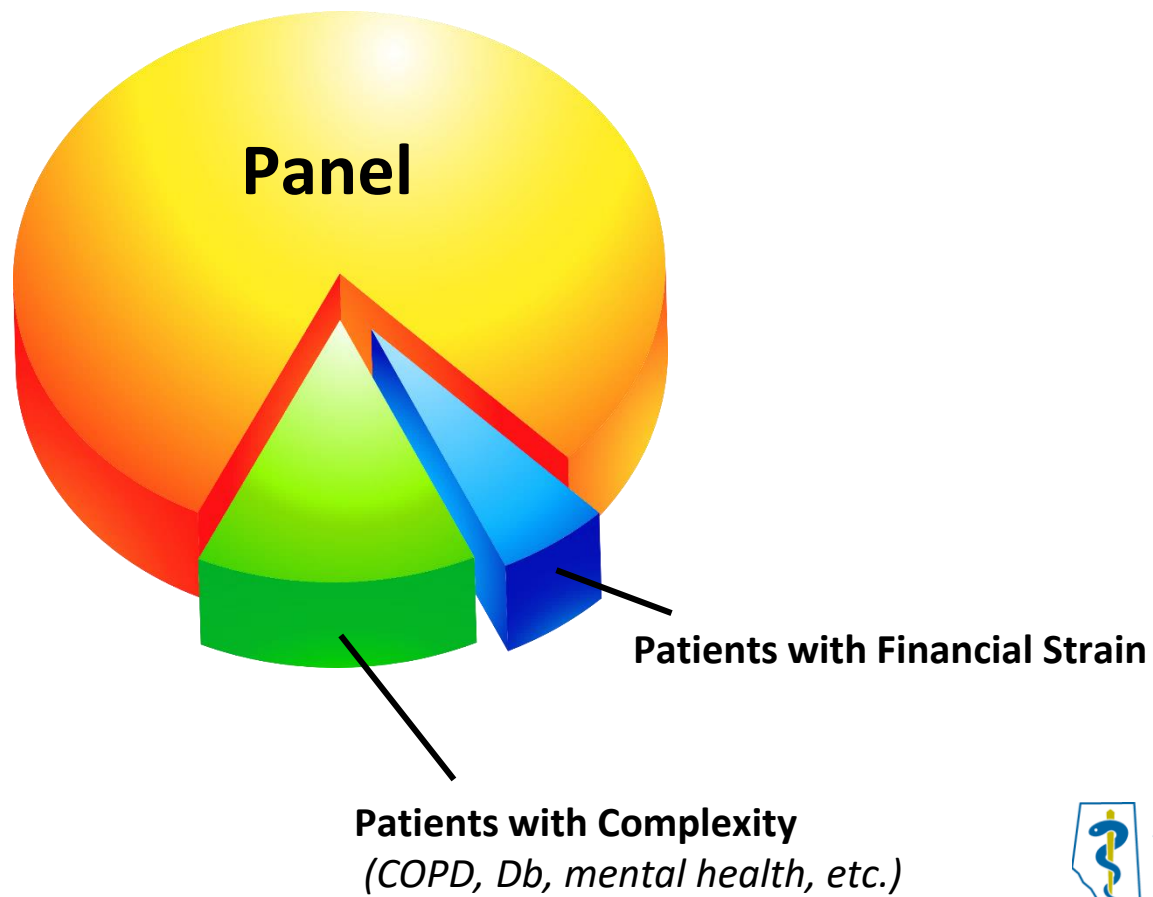 Panel
Patients with Financial Strain
Patients with Complexity
(COPD, Db, mental health, etc.)